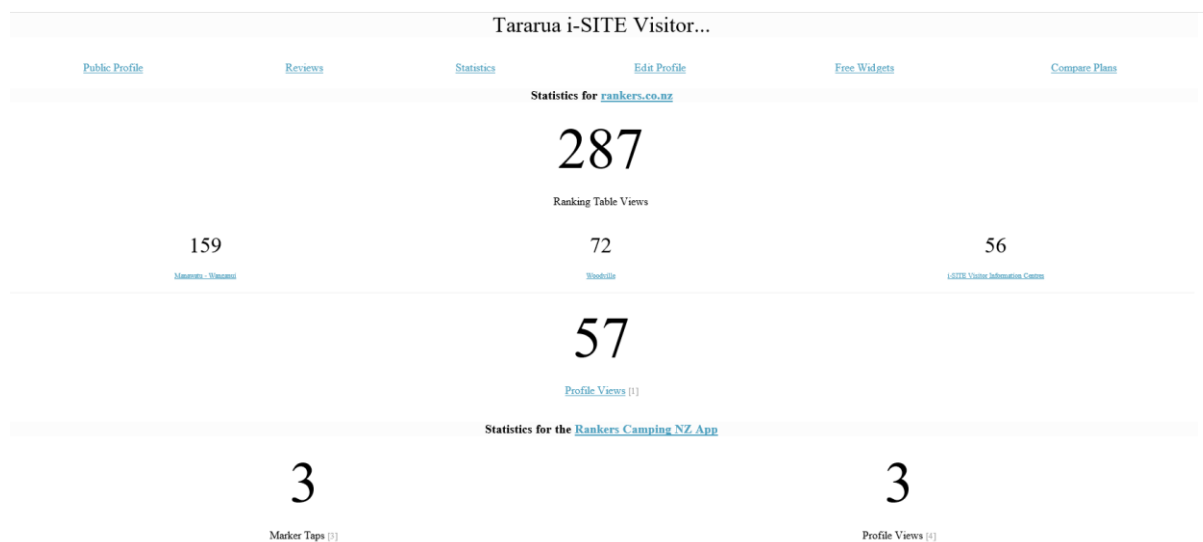 Tararua i-SITE Visitor...
Public Profile Reviews Statistics Edit Profile Free Widgets Compare Plans
Statistics for rankers.co.nz
287
Ranking Table Views
159 72 56
Manawatu - Wanganui Woodville i-SITE Visitor Information Centres
57
Profile Views [1]
Statistics for the Rankers Camping NZ App
3 3
Marker Taps [3] Profile Views [4]